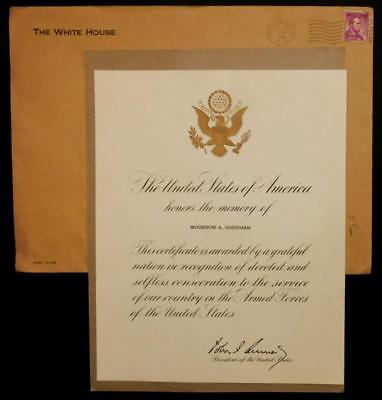 THE WHITE HOUSE
The United States of America
honors the memory of
WOODROW A. SHERMAN
This certificate is awarded by a grateful
nation in recognition of devoted and
selfless consecration to the service
of our country in the Armed Forces
of the United States
President of the United States